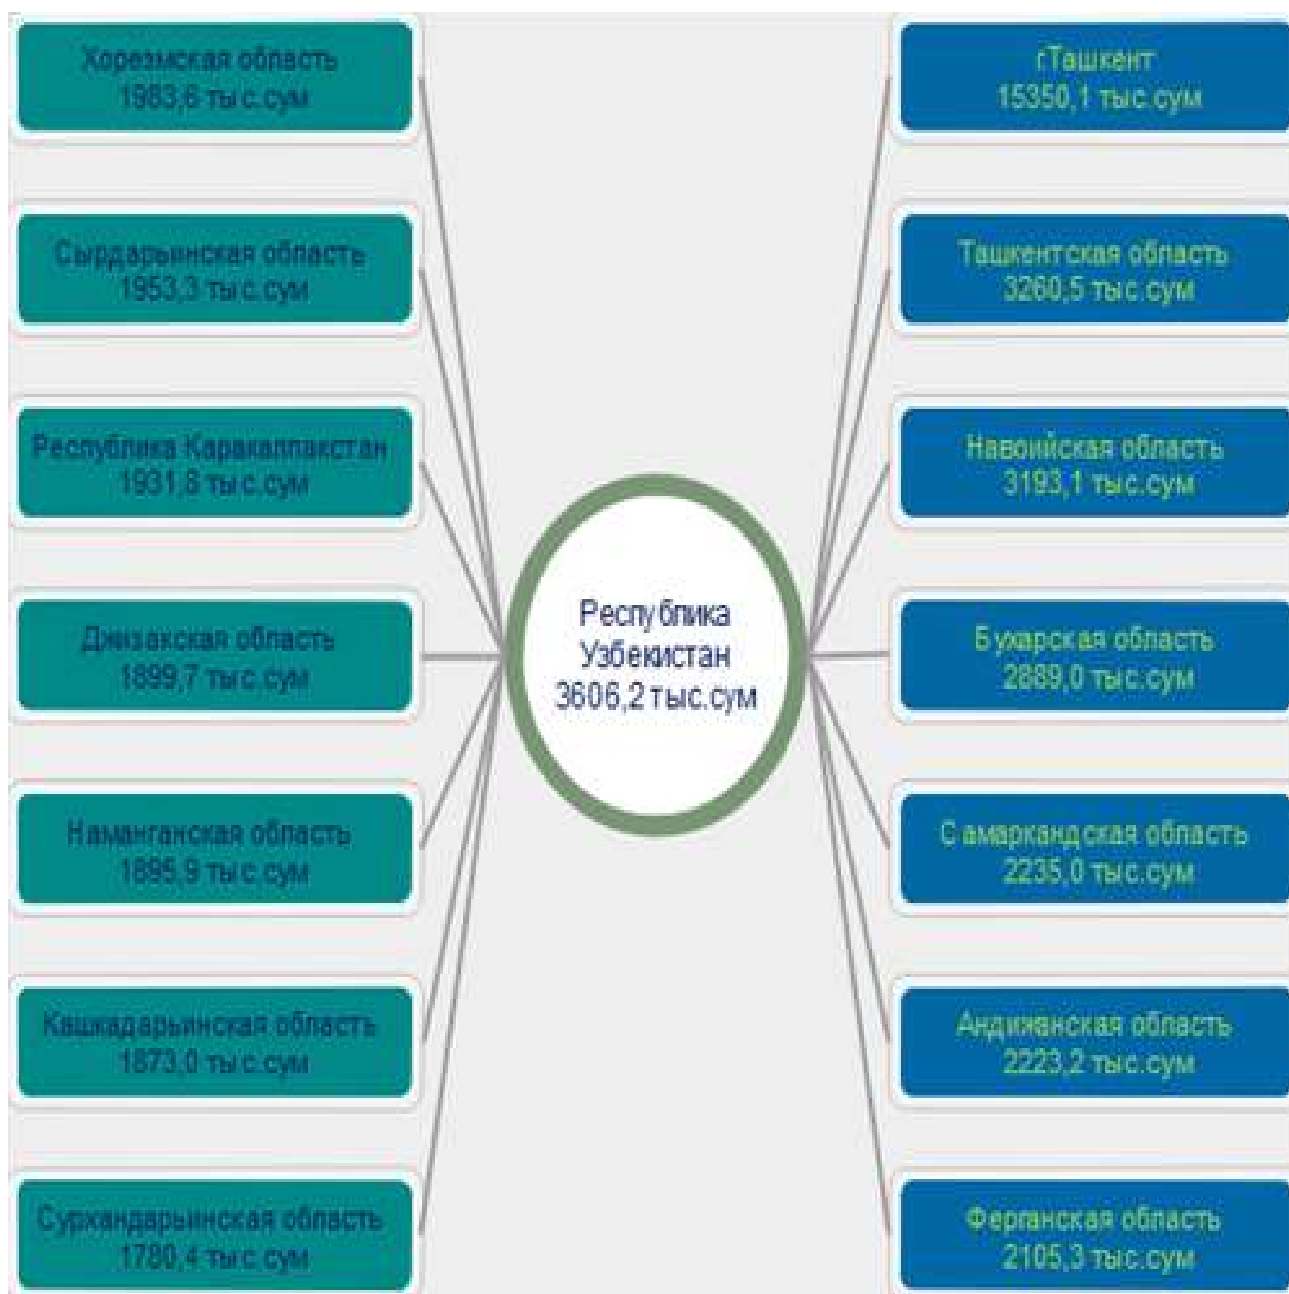 Хорезмская область
1983,6 тыс.сум
Сырдарьинская область
1953,3 тыс.сум
Республика Каракалпакстан
1931,8 тыс.сум
Джизакская область
1899,7 тыс.сум
Наманганская область
1895,9 тыс.сум
Кашкадарьинская область
1873,0 тыс.сум
Сурхандарьинская область
1780,4 тыс.сум
Республика
Узбекистан
3606,2 тыс.сум
г.Ташкент
15350,1 тыс.сум
Ташкентская область
3260,5 тыс.сум
Навоийская область
3193,1 тыс.сум
Бухарская область
2889,0 тыс.сум
Самаркандская область
2235,0 тыс.сум
Андижанская область
2223,2 тыс.сум
Ферганская область
2105,3 тыс.сум